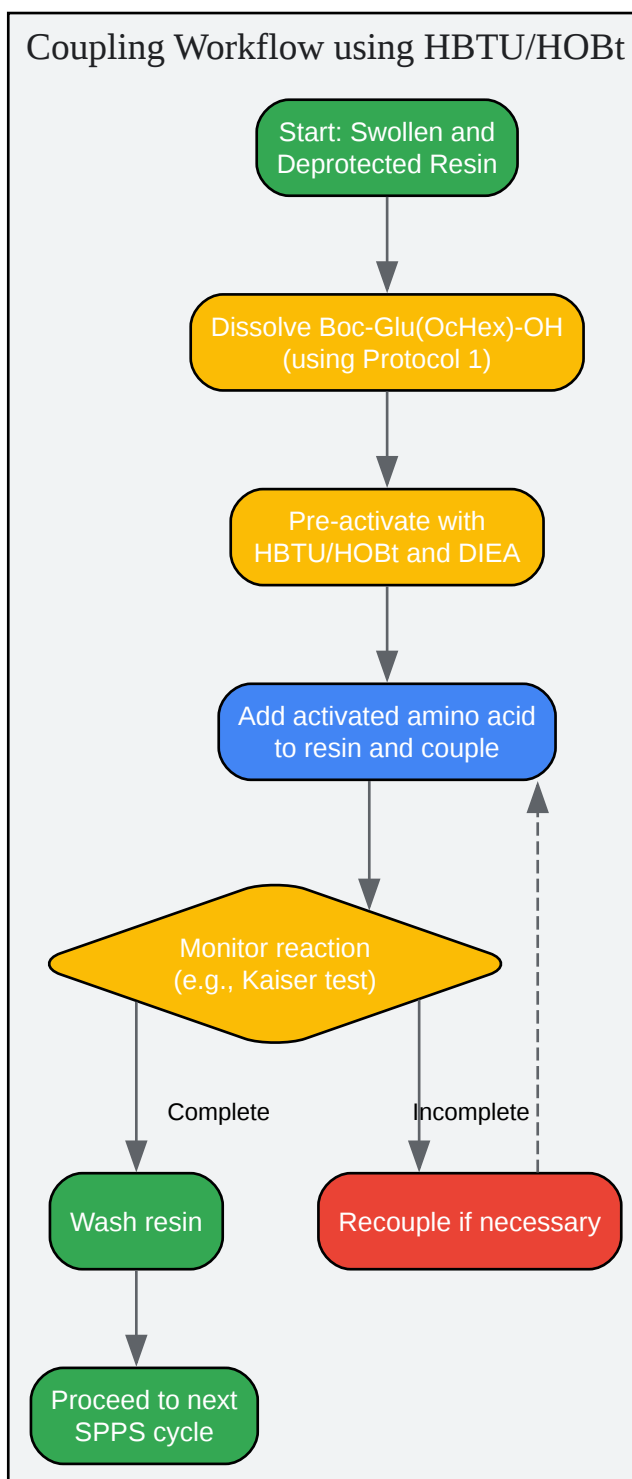 Coupling Workflow using HBTU/HOBt
Start: Swollen and
Deprotected Resin
Dissolve Boc-Glu(OcHex)-OH
(using Protocol 1)
Pre-activate with
HBTU/HOBt and DIEA
Add activated amino acid
to resin and couple
Monitor reaction
(e.g., Kaiser test)
Complete
Incomplete
Wash resin
Recouple if necessary
Proceed to next
SPPS cycle